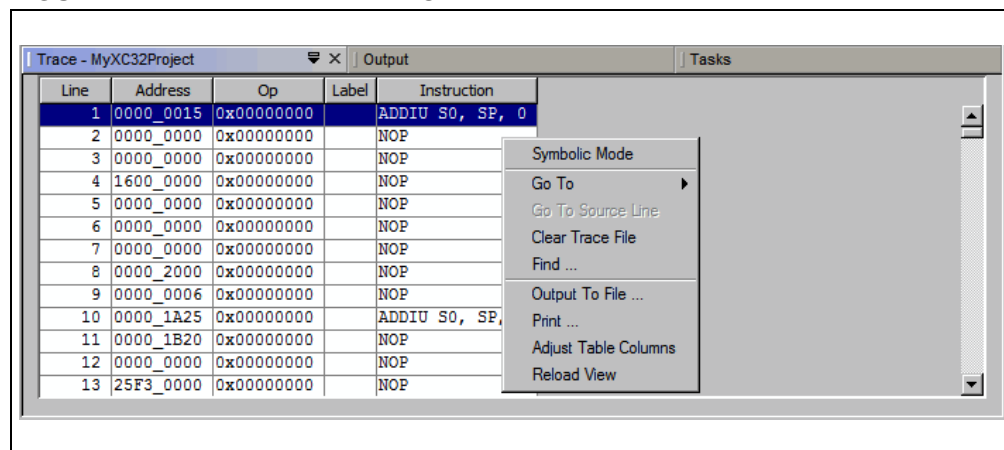 Trace - MyXC32Project Output Tasks
Line Address Op Label Instruction
1 0000_0015 0x00000000 ADDIU S0, SP, 0
2 0000_0000 0x00000000 NOP
3 0000_0000 0x00000000 NOP
4 1600_0000 0x00000000 NOP
5 0000_0000 0x00000000 NOP
6 0000_0000 0x00000000 NOP
7 0000_0000 0x00000000 NOP
8 0000_2000 0x00000000 NOP
9 0000_0006 0x00000000 NOP
10 0000_1A25 0x00000000 ADDIU S0, SP,
11 0000_1B20 0x00000000 NOP
12 0000_0000 0x00000000 NOP
13 25F3_0000 0x00000000 NOP
Symbolic Mode
Go To
Go To Source Line
Clear Trace File
Find ...
Output To File ...
Print ...
Adjust Table Columns
Reload View